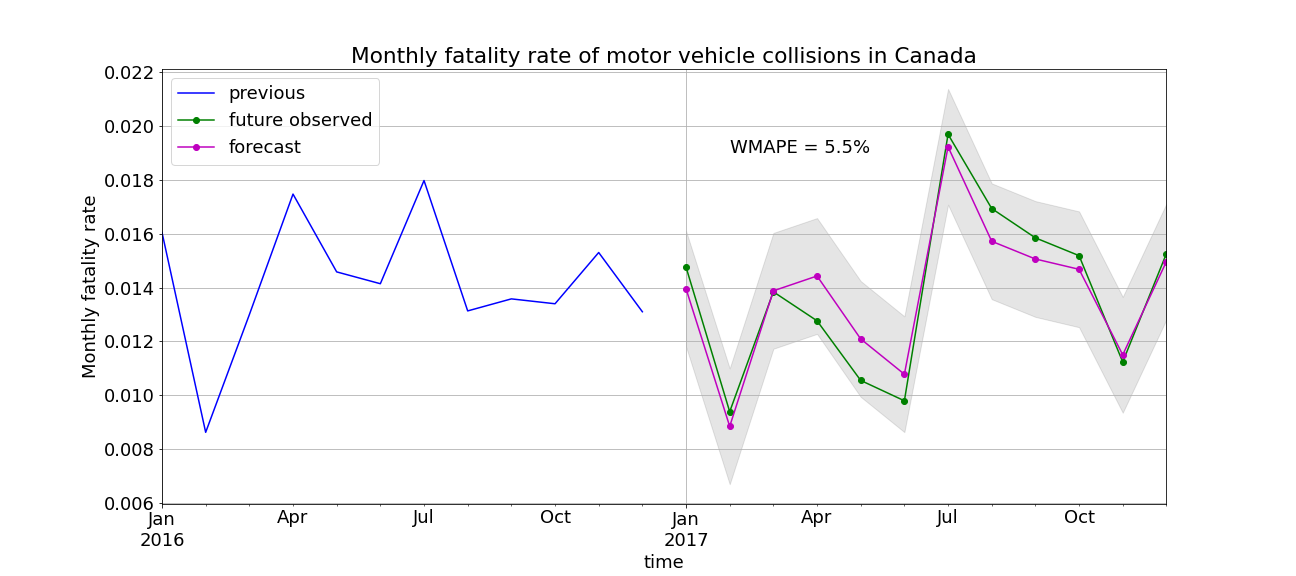 Monthly fatality rate of motor vehicle collisions in Canada
0.022
0.020
0.018
0.016
0.014
0.012
0.010
0.008
0.006
Monthly fatality rate
previous
future observed
forecast
WMAPE = 5.5%
Jan
2016
Apr
Jul
Oct
Jan
2017
Apr
Jul
Oct
time